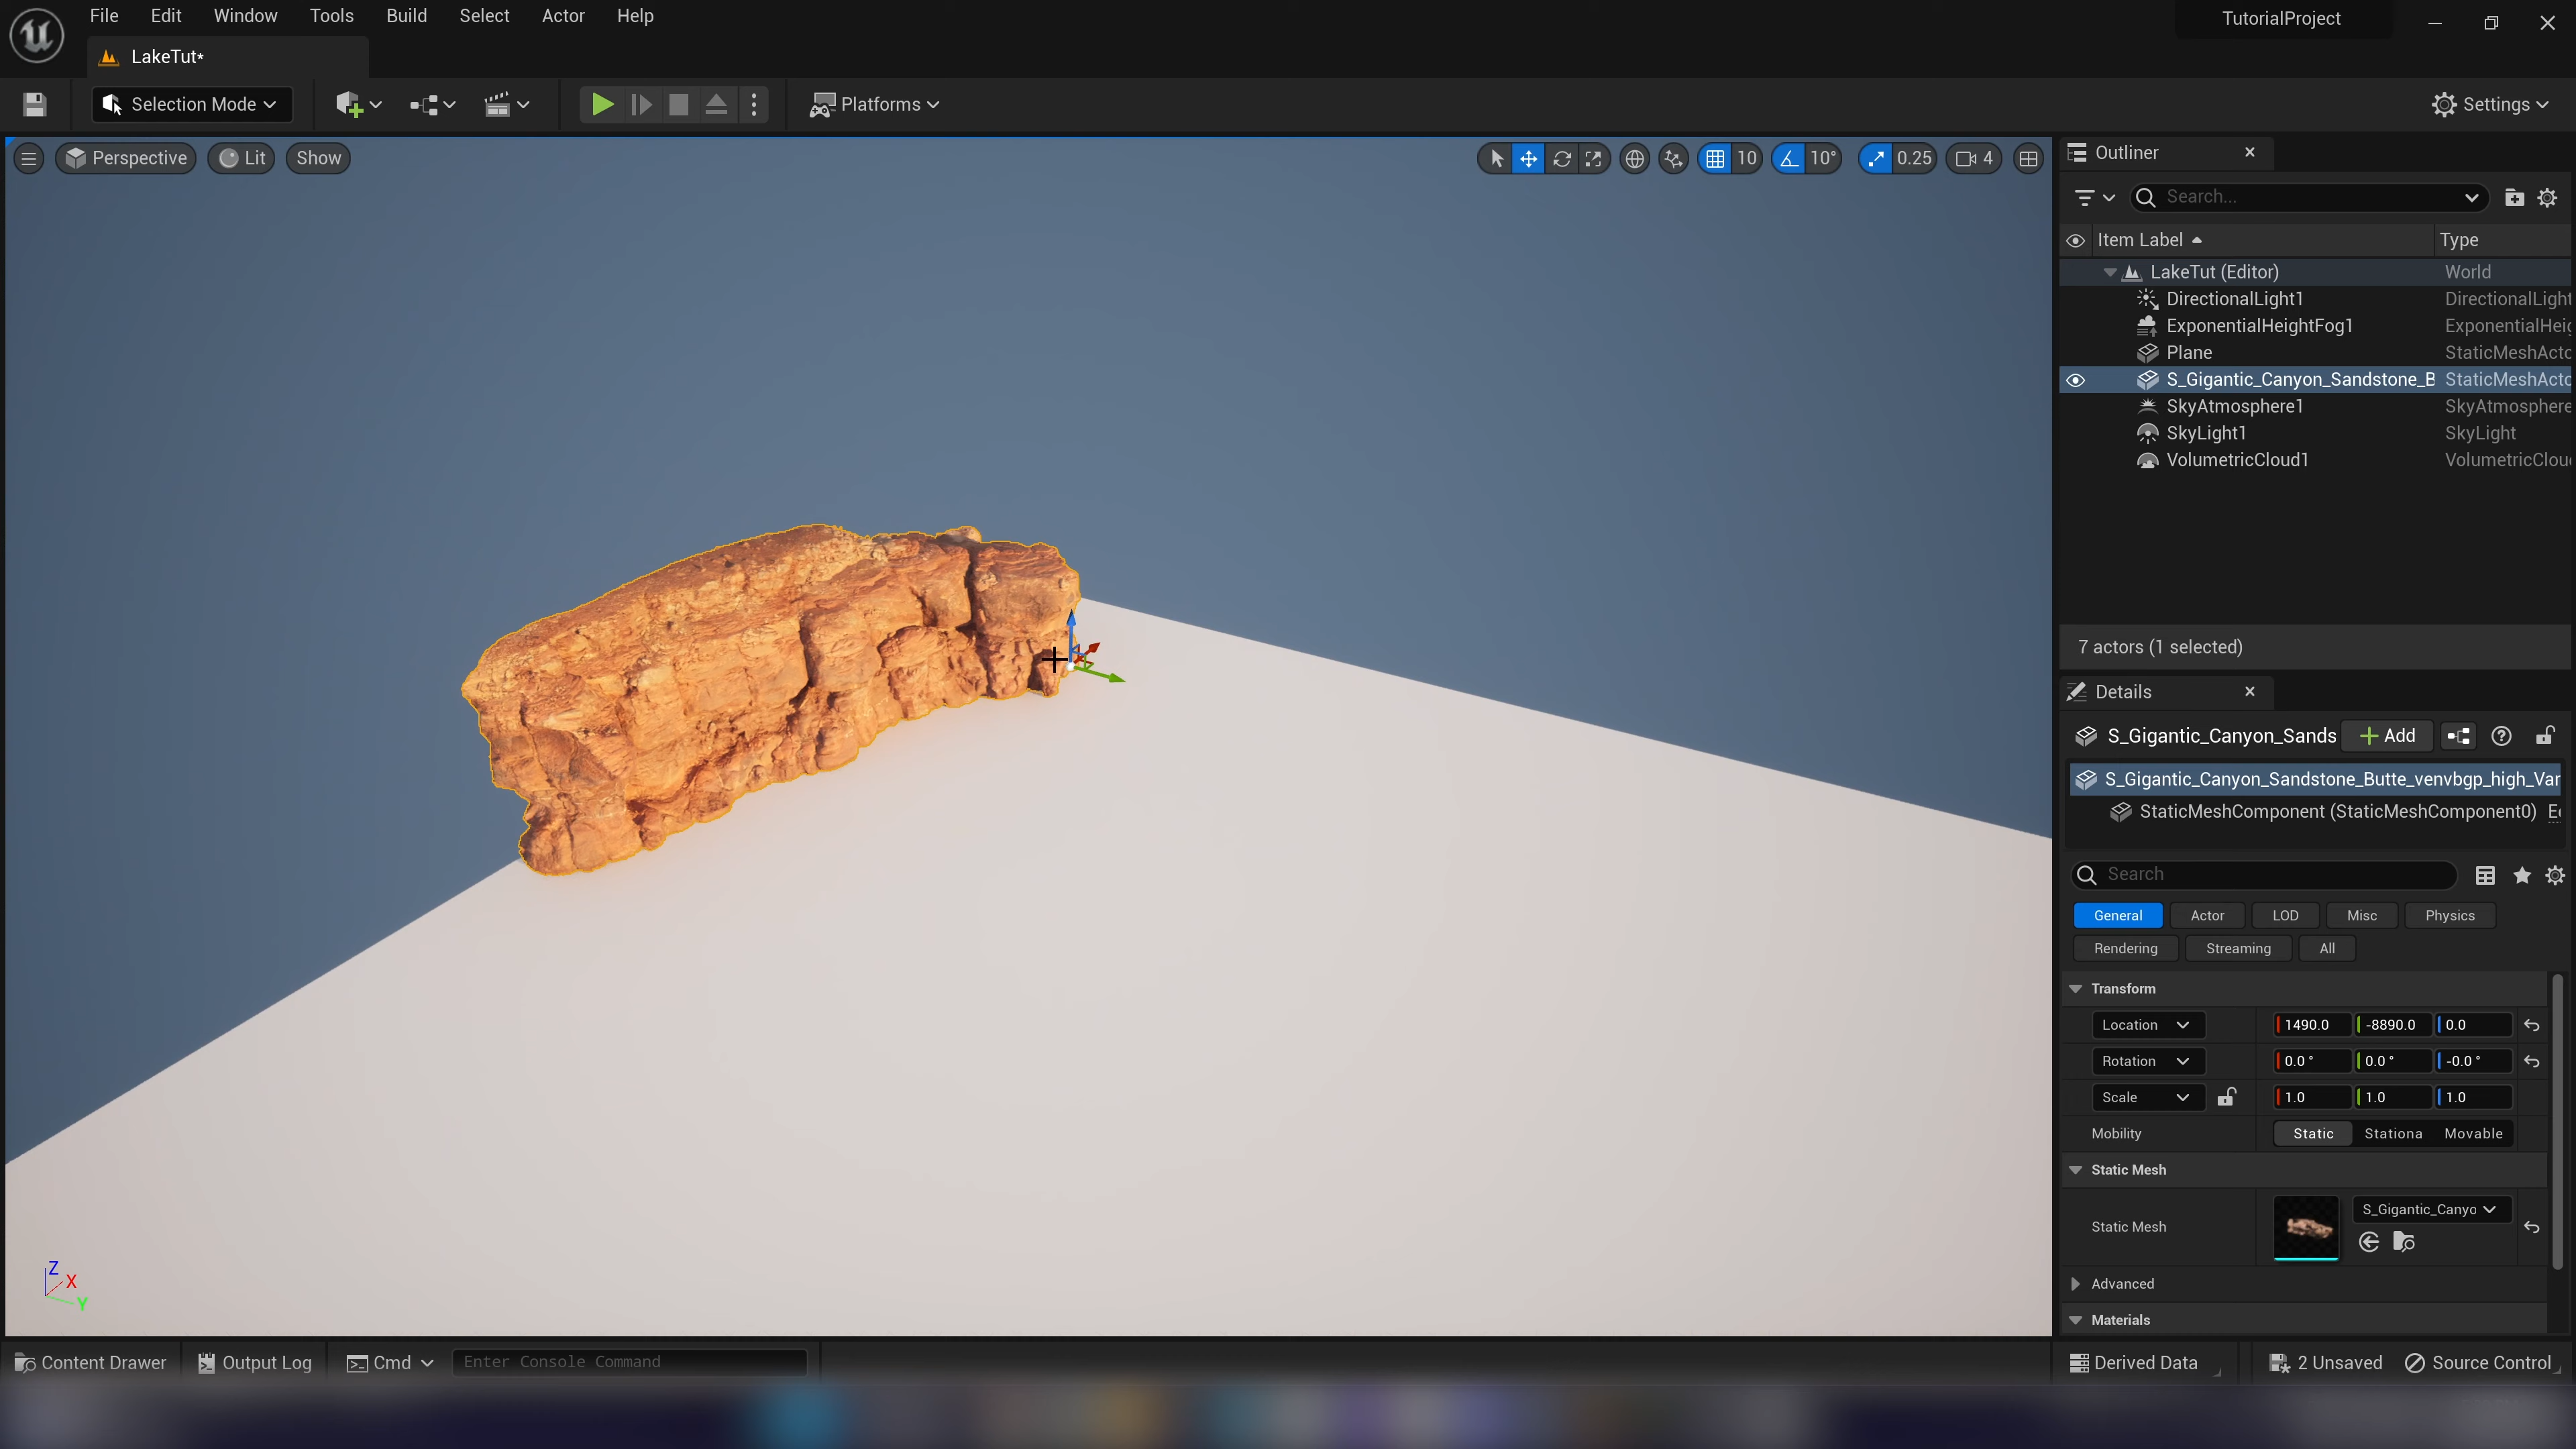 File Edit Window Tools Build Select Actor Help
TutorialProject
LakeTut*
Selection Mode
Platforms
Settings
Perspective Lit Show
10 10° 0.25 4
Outliner
Search...
Item Label Type
LakeTut (Editor) World
DirectionalLight1 DirectionalLight
ExponentialHeightFog1 ExponentialHeig
Plane StaticMeshActo
S_Gigantic_Canyon_Sandstone_B StaticMeshActo
SkyAtmosphere1 SkyAtmosphere
SkyLight1 SkyLight
VolumetricCloud1 VolumetricClou
7 actors (1 selected)
Details
S_Gigantic_Canyon_Sands Add
S_Gigantic_Canyon_Sandstone_Butte_venvbgp_high_Var
StaticMeshComponent (StaticMeshComponent0) E
Search
General Actor LOD Misc Physics
Rendering Streaming All
Transform
Location 1490.0 -8890.0 0.0
Rotation 0.0° 0.0° -0.0°
Scale 1.0 1.0 1.0
Mobility Static Stationa Movable
Static Mesh
Static Mesh S_Gigantic_Canyo
Advanced
Materials
Z
X
Y
Content Drawer Output Log Cmd Enter Console Command
Derived Data 2 Unsaved Source Control